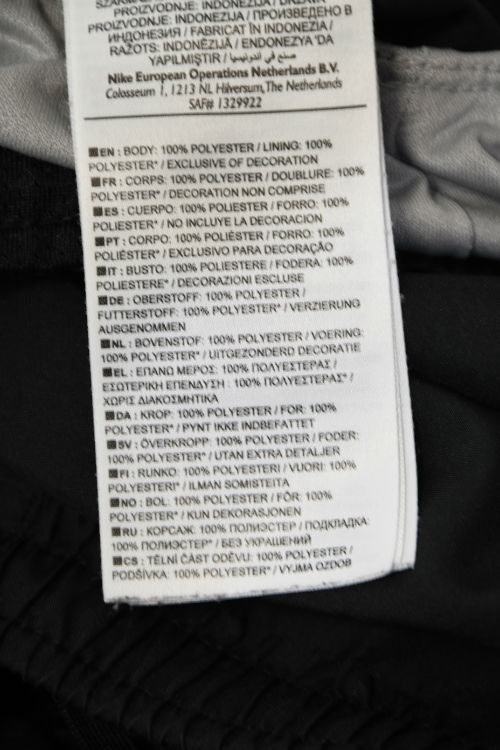 PROIZVODNJE: INDONEZIJA / DRŽAVA
PROIZVODNJE: INDONEZIJA / ПРОИЗВЕДЕНО В
ИНДОНЕЗИЯ / FABRICAT ÎN INDONEZIA /
RAŽOTS: INDONĒZIJĀ / ENDONEZYA 'DA
YAPILMIŞTIR / صنع في اندونيسيا
Nike European Operations Netherlands B.V.
Colosseum 1, 1213 NL Hilversum, The Netherlands
SAF# 1329922
EN : BODY: 100% POLYESTER / LINING: 100%
POLYESTER* / EXCLUSIVE OF DECORATION
FR : CORPS: 100% POLYESTER / DOUBLURE: 100%
POLYESTER* / DECORATION NON COMPRISE
ES : CUERPO: 100% POLIESTER / FORRO: 100%
POLIESTER* / NO INCLUYE LA DECORACION
PT : CORPO: 100% POLIÉSTER / FORRO: 100%
POLIÉSTER* / EXCLUSIVO PARA DECORAÇÃO
IT : BUSTO: 100% POLIESTERE / FODERA: 100%
POLIESTERE* / DECORAZIONI ESCLUSE
DE : OBERSTOFF: 100% POLYESTER /
FUTTERSTOFF: 100% POLYESTER* / VERZIERUNG
AUSGENOMMEN
NL : BOVENSTOF: 100% POLYESTER / VOERING:
100% POLYESTER* / UITGEZONDERD DECORATIE
EL : ΕΠΑΝΩ ΜΕΡΟΣ: 100% ΠΟΛΥΕΣΤΕΡΑΣ /
ΕΣΩΤΕΡΙΚΗ ΕΠΕΝΔΥΣΗ : 100% ΠΟΛΥΕΣΤΕΡΑΣ* /
ΧΩΡΙΣ ΔΙΑΚΟΣΜΗΤΙΚΑ
DA : KROP: 100% POLYESTER / FOR: 100%
POLYESTER* / PYNT IKKE INDBEFATTET
SV : ÖVERKROPP: 100% POLYESTER / FODER:
100% POLYESTER* / UTAN EXTRA DETALJER
FI : RUNKO: 100% POLYESTERI / VUORI: 100%
POLYESTERI* / ILMAN SOMISTEITA
NO : BOL: 100% POLYESTER / FÔR: 100%
POLYESTER* / KUN DEKORASJONEN
RU : КОРСАЖ: 100% ПОЛИЭСТЕР / ПОДКЛАДКА:
100% ПОЛИЭСТЕР* / БЕЗ УКРАШЕНИЙ
CS : TĚLNÍ ČÁST ODĚVU: 100% POLYESTER /
PODŠÍVKA: 100% POLYESTER* / VYJMA OZDOB